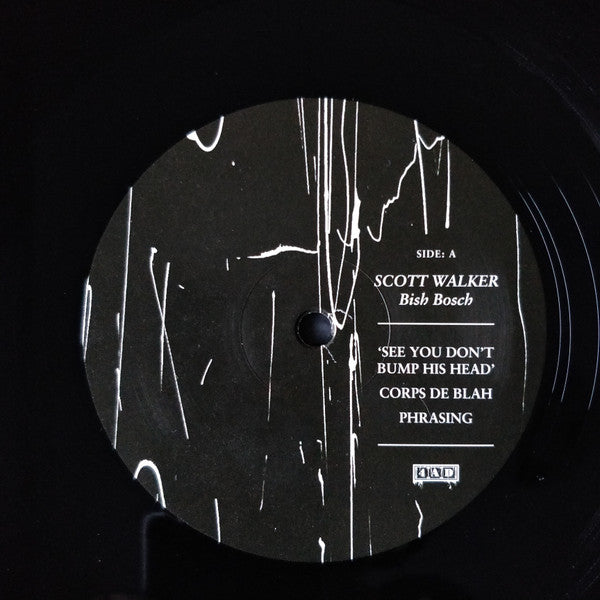 SIDE: A
SCOTT WALKER
Bish Bosch
‘SEE YOU DON’T
BUMP HIS HEAD’
CORPS DE BLAH
PHRASING
4AD